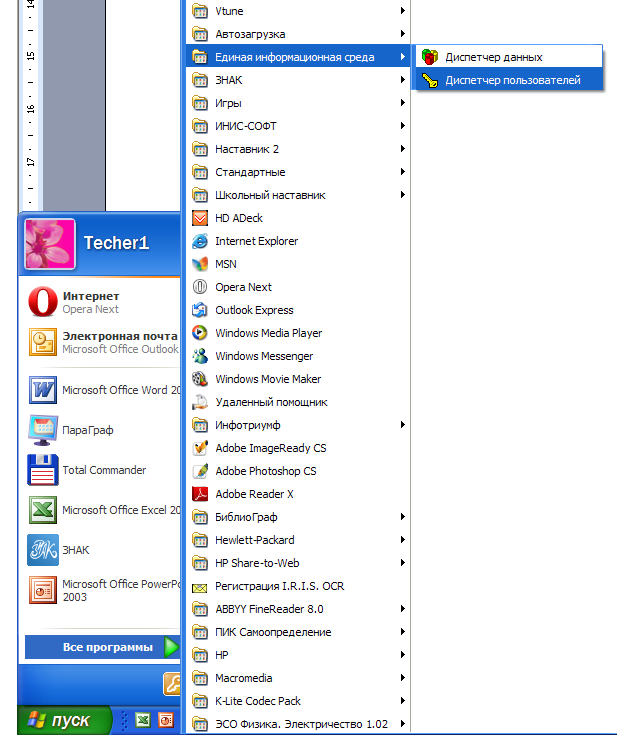 14
15
16
17
Vtune
Автозагрузка
Единая информационная среда
Диспетчер данных
ЗНАК
Диспетчер пользователей
Игры
ИНИС-СОФТ
Наставник 2
Стандартные
Школьный наставник
HD ADeck
Internet Explorer
MSN
Opera Next
Outlook Express
Windows Media Player
Windows Messenger
Windows Movie Maker
Удаленный помощник
Инфотриумф
Adobe ImageReady CS
Adobe Photoshop CS
Adobe Reader X
БиблиоГраф
Hewlett-Packard
HP Share-to-Web
Регистрация I.R.I.S. OCR
ABBYY FineReader 8.0
ПИК Самоопределение
HP
Macromedia
K-Lite Codec Pack
ЭСО Физика. Электричество 1.02
Techer1
Интернет
Opera Next
Электронная почта
Microsoft Office Outlook
Microsoft Office Word 20
ПараГраф
Total Commander
Microsoft Office Excel 20
ЗНАК
Microsoft Office PowerPo
2003
Все программы
пуск